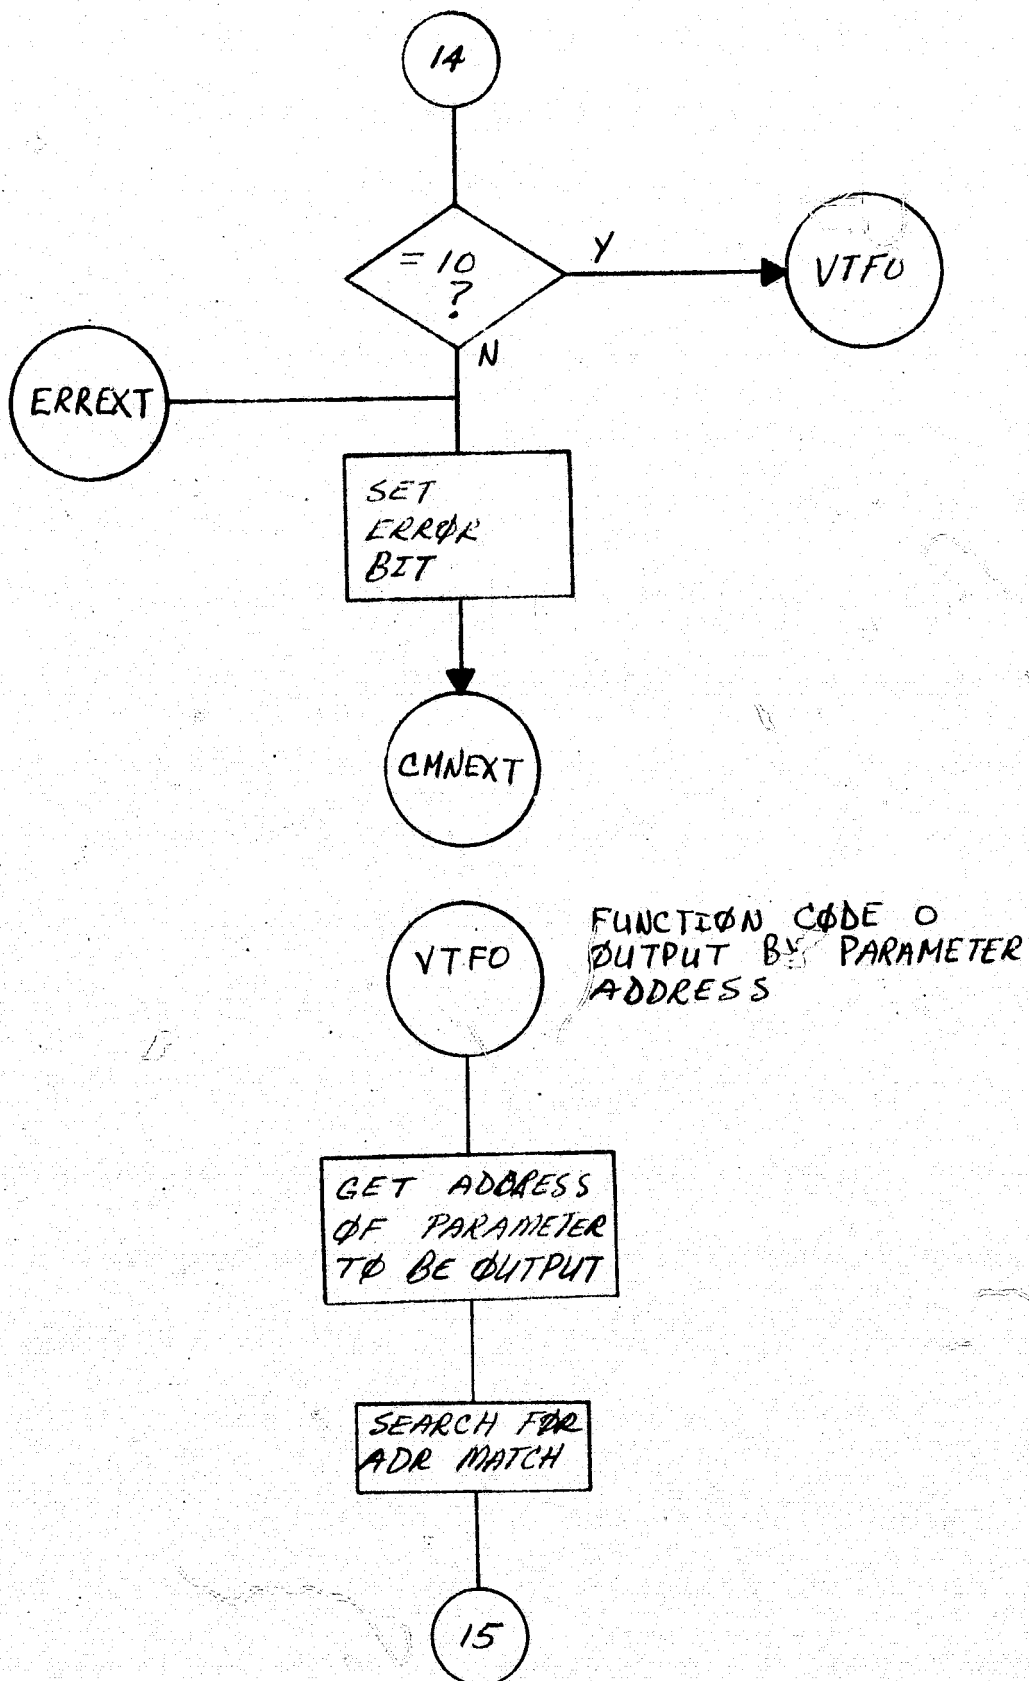 14
= 10
?
Y
VTFO
N
ERREXT
SET
ERRØR
BIT
CMNEXT
VTFO
FUNCTIØN CØDE O
ØUTPUT BY PARAMETER
ADDRESS
GET ADDRESS
ØF PARAMETER
TØ BE ØUTPUT
SEARCH FØR
ADR MATCH
15